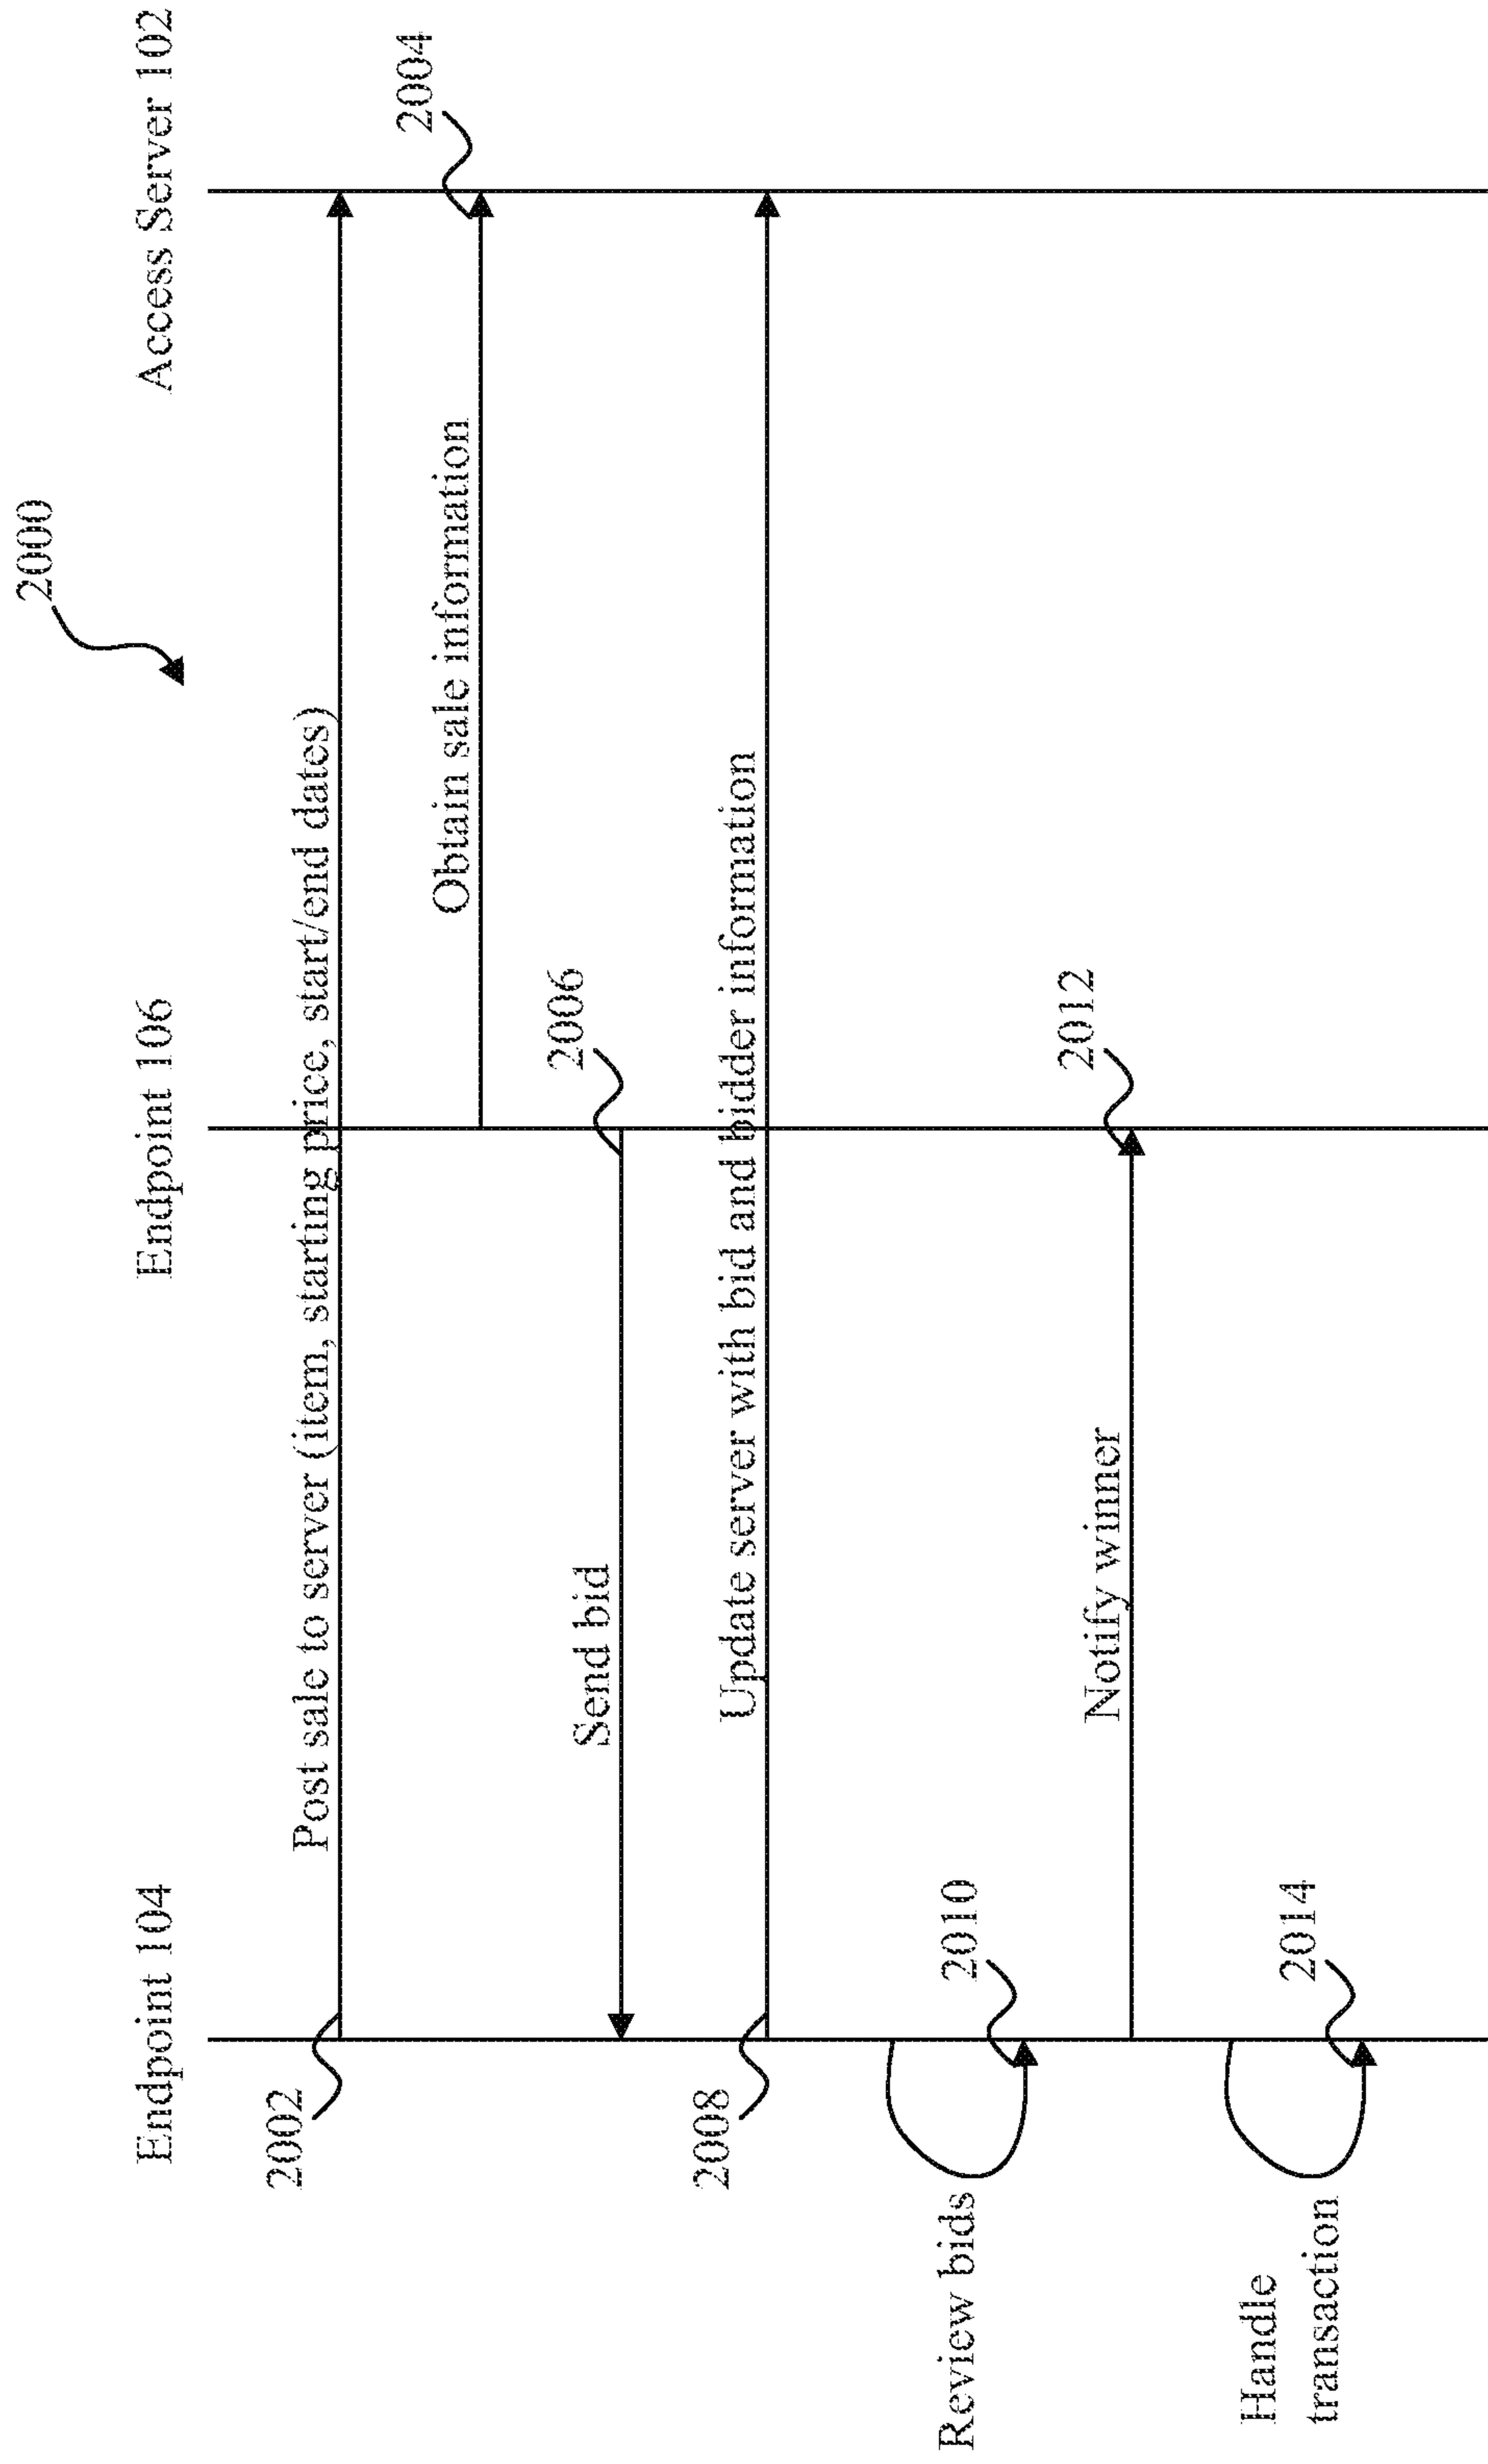 2000
Endpoint 104
Endpoint 106
Access Server 102
2002
Post sale to server (item, starting price, start/end dates)
2004
Obtain sale information
2006
Send bid
2008
Update server with bid and bidder information
2010
Review bids
2012
Notify winner
2014
Handle
transaction